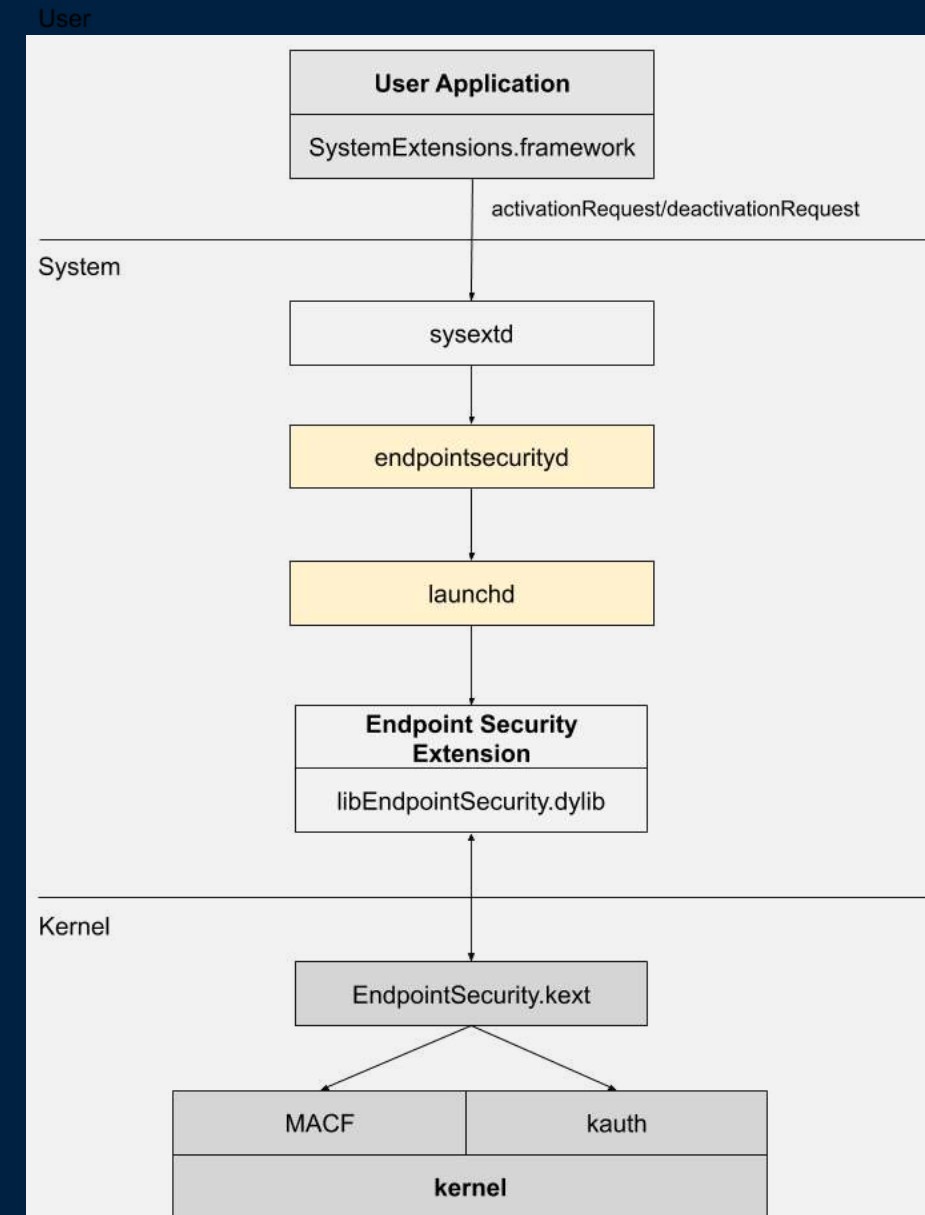 User
User Application
SystemExtensions.framework
activationRequest/deactivationRequest
System
sysextd
endpointsecurityd
launchd
Endpoint Security
Extension
libEndpointSecurity.dylib
Kernel
EndpointSecurity.kext
MACF
kauth
kernel